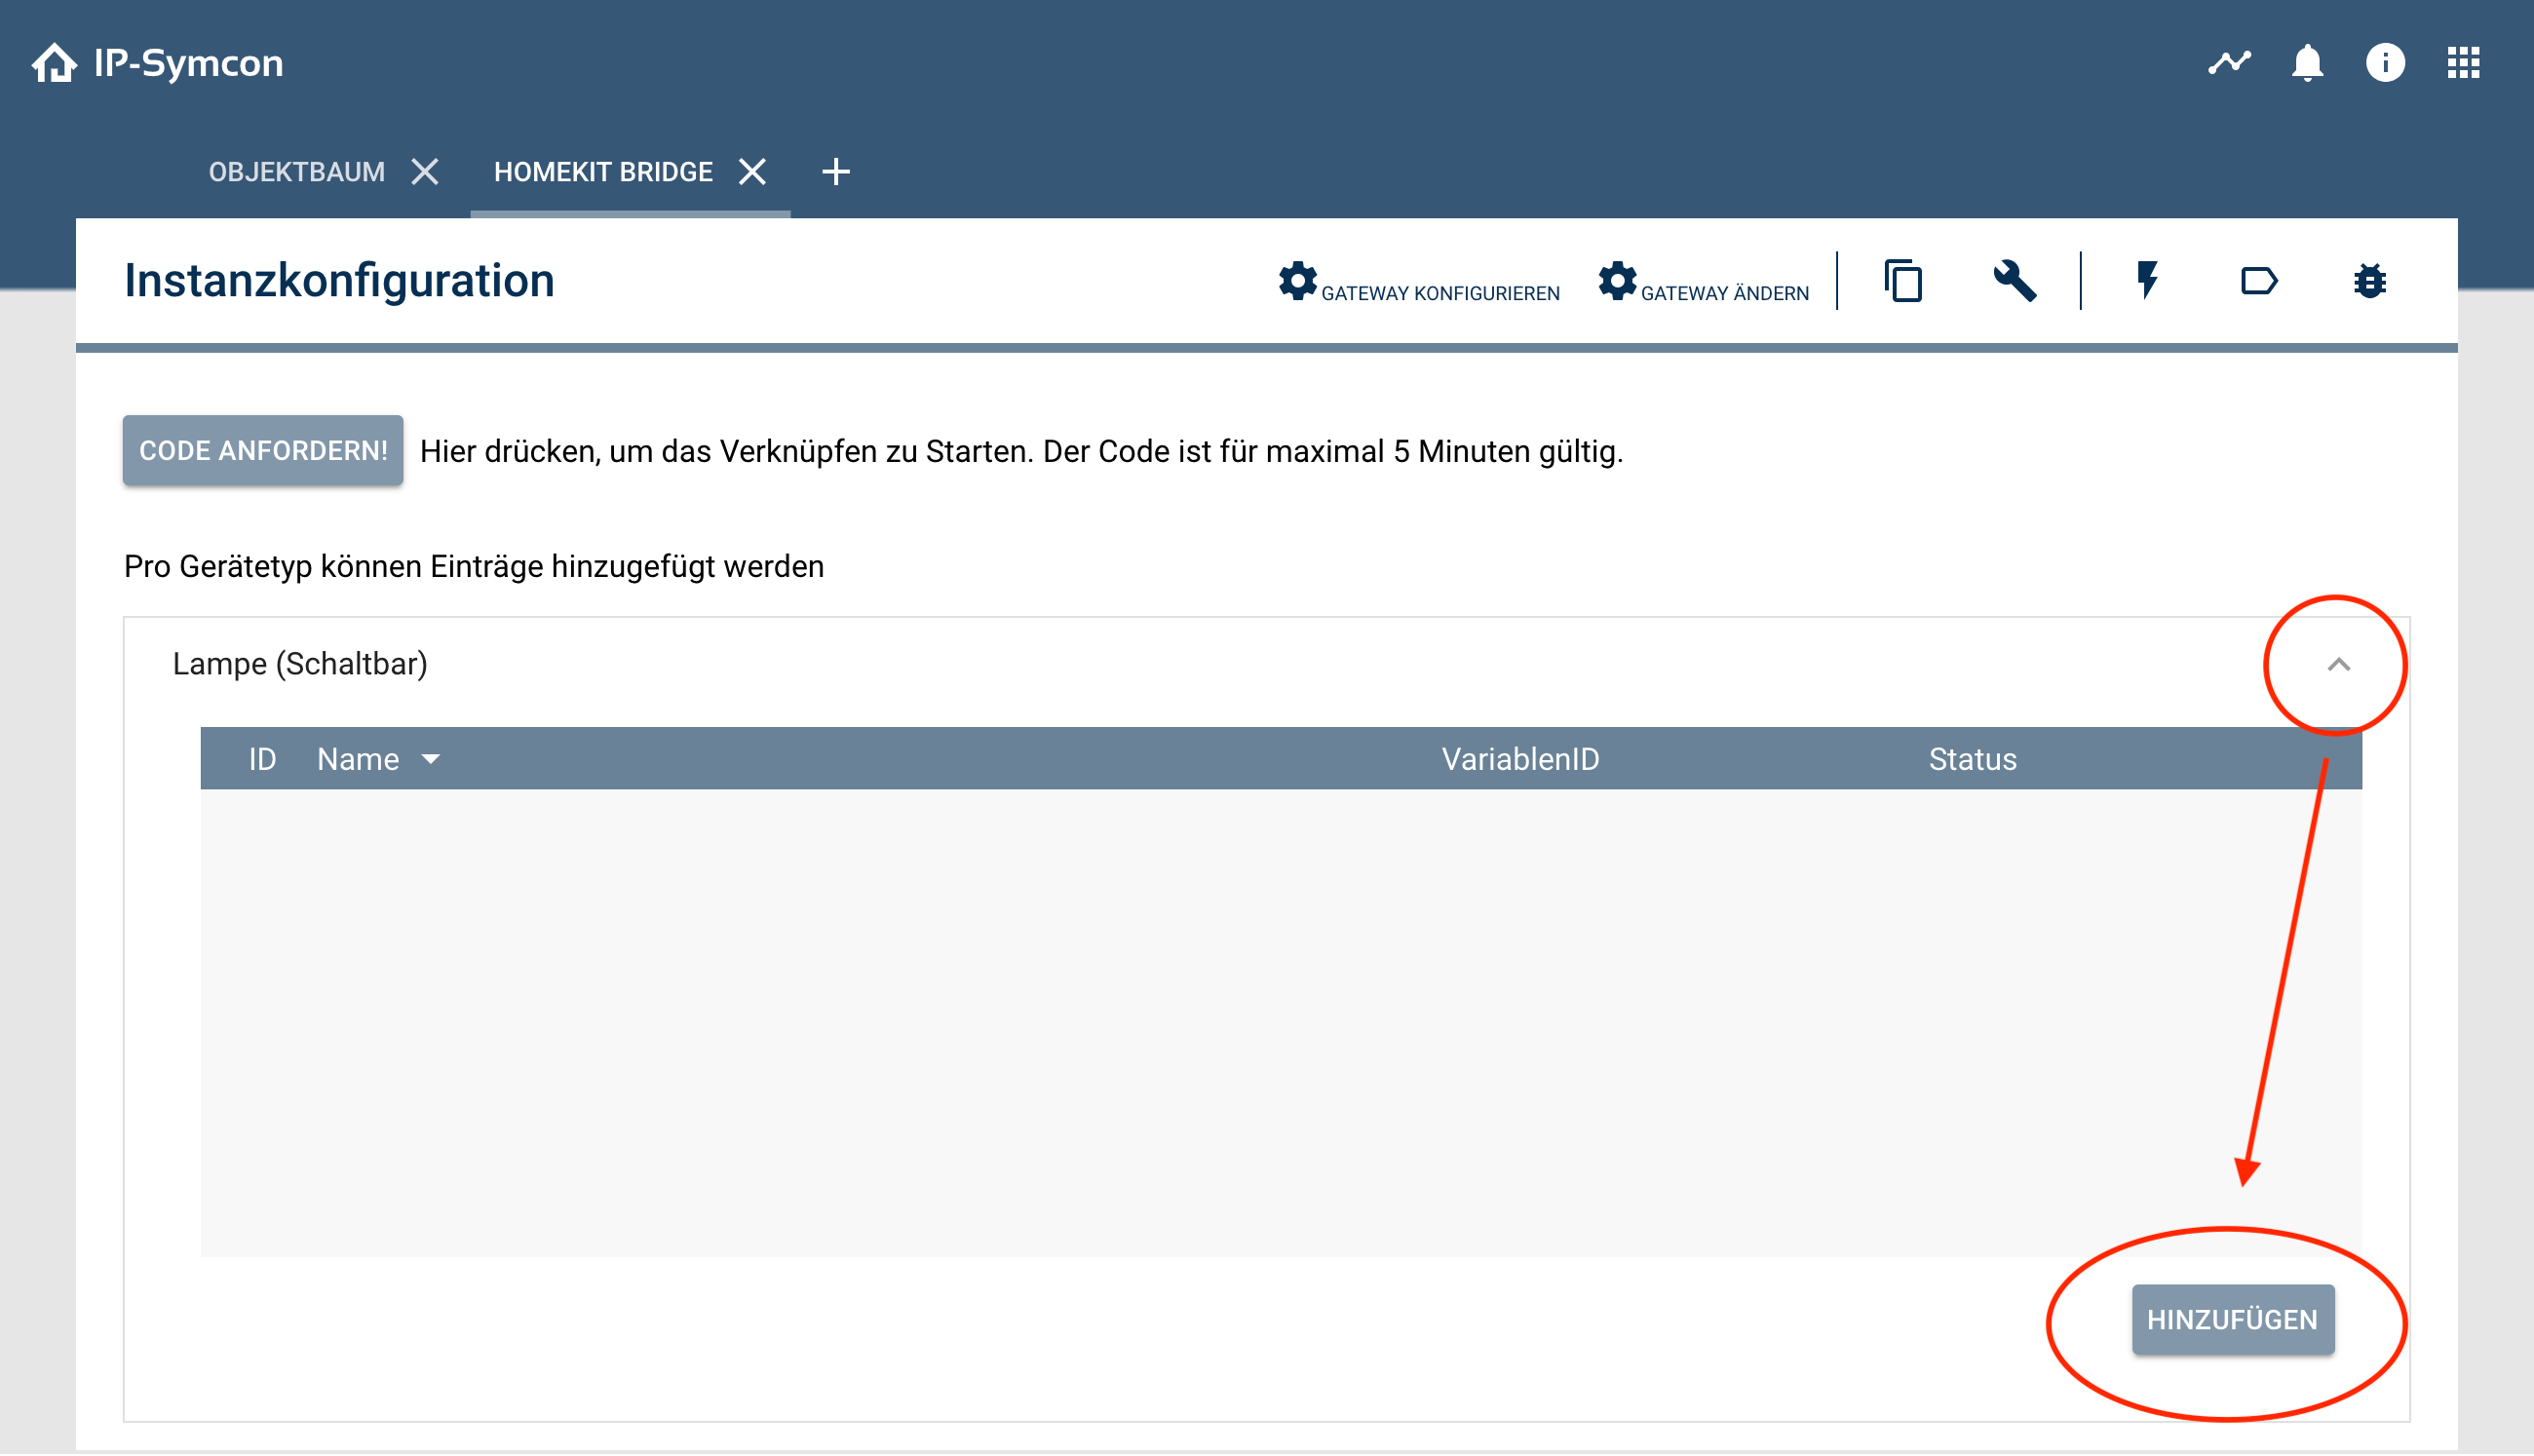 IP-Symcon
OBJEKTBAUM HOMEKIT BRIDGE
Instanzkonfiguration GATEWAY KONFIGURIEREN GATEWAY ÄNDERN
CODE ANFORDERN! Hier drücken, um das Verknüpfen zu Starten. Der Code ist für maximal 5 Minuten gültig.
Pro Gerätetyp können Einträge hinzugefügt werden
Lampe (Schaltbar)
ID Name VariablenID Status
HINZUFÜGEN